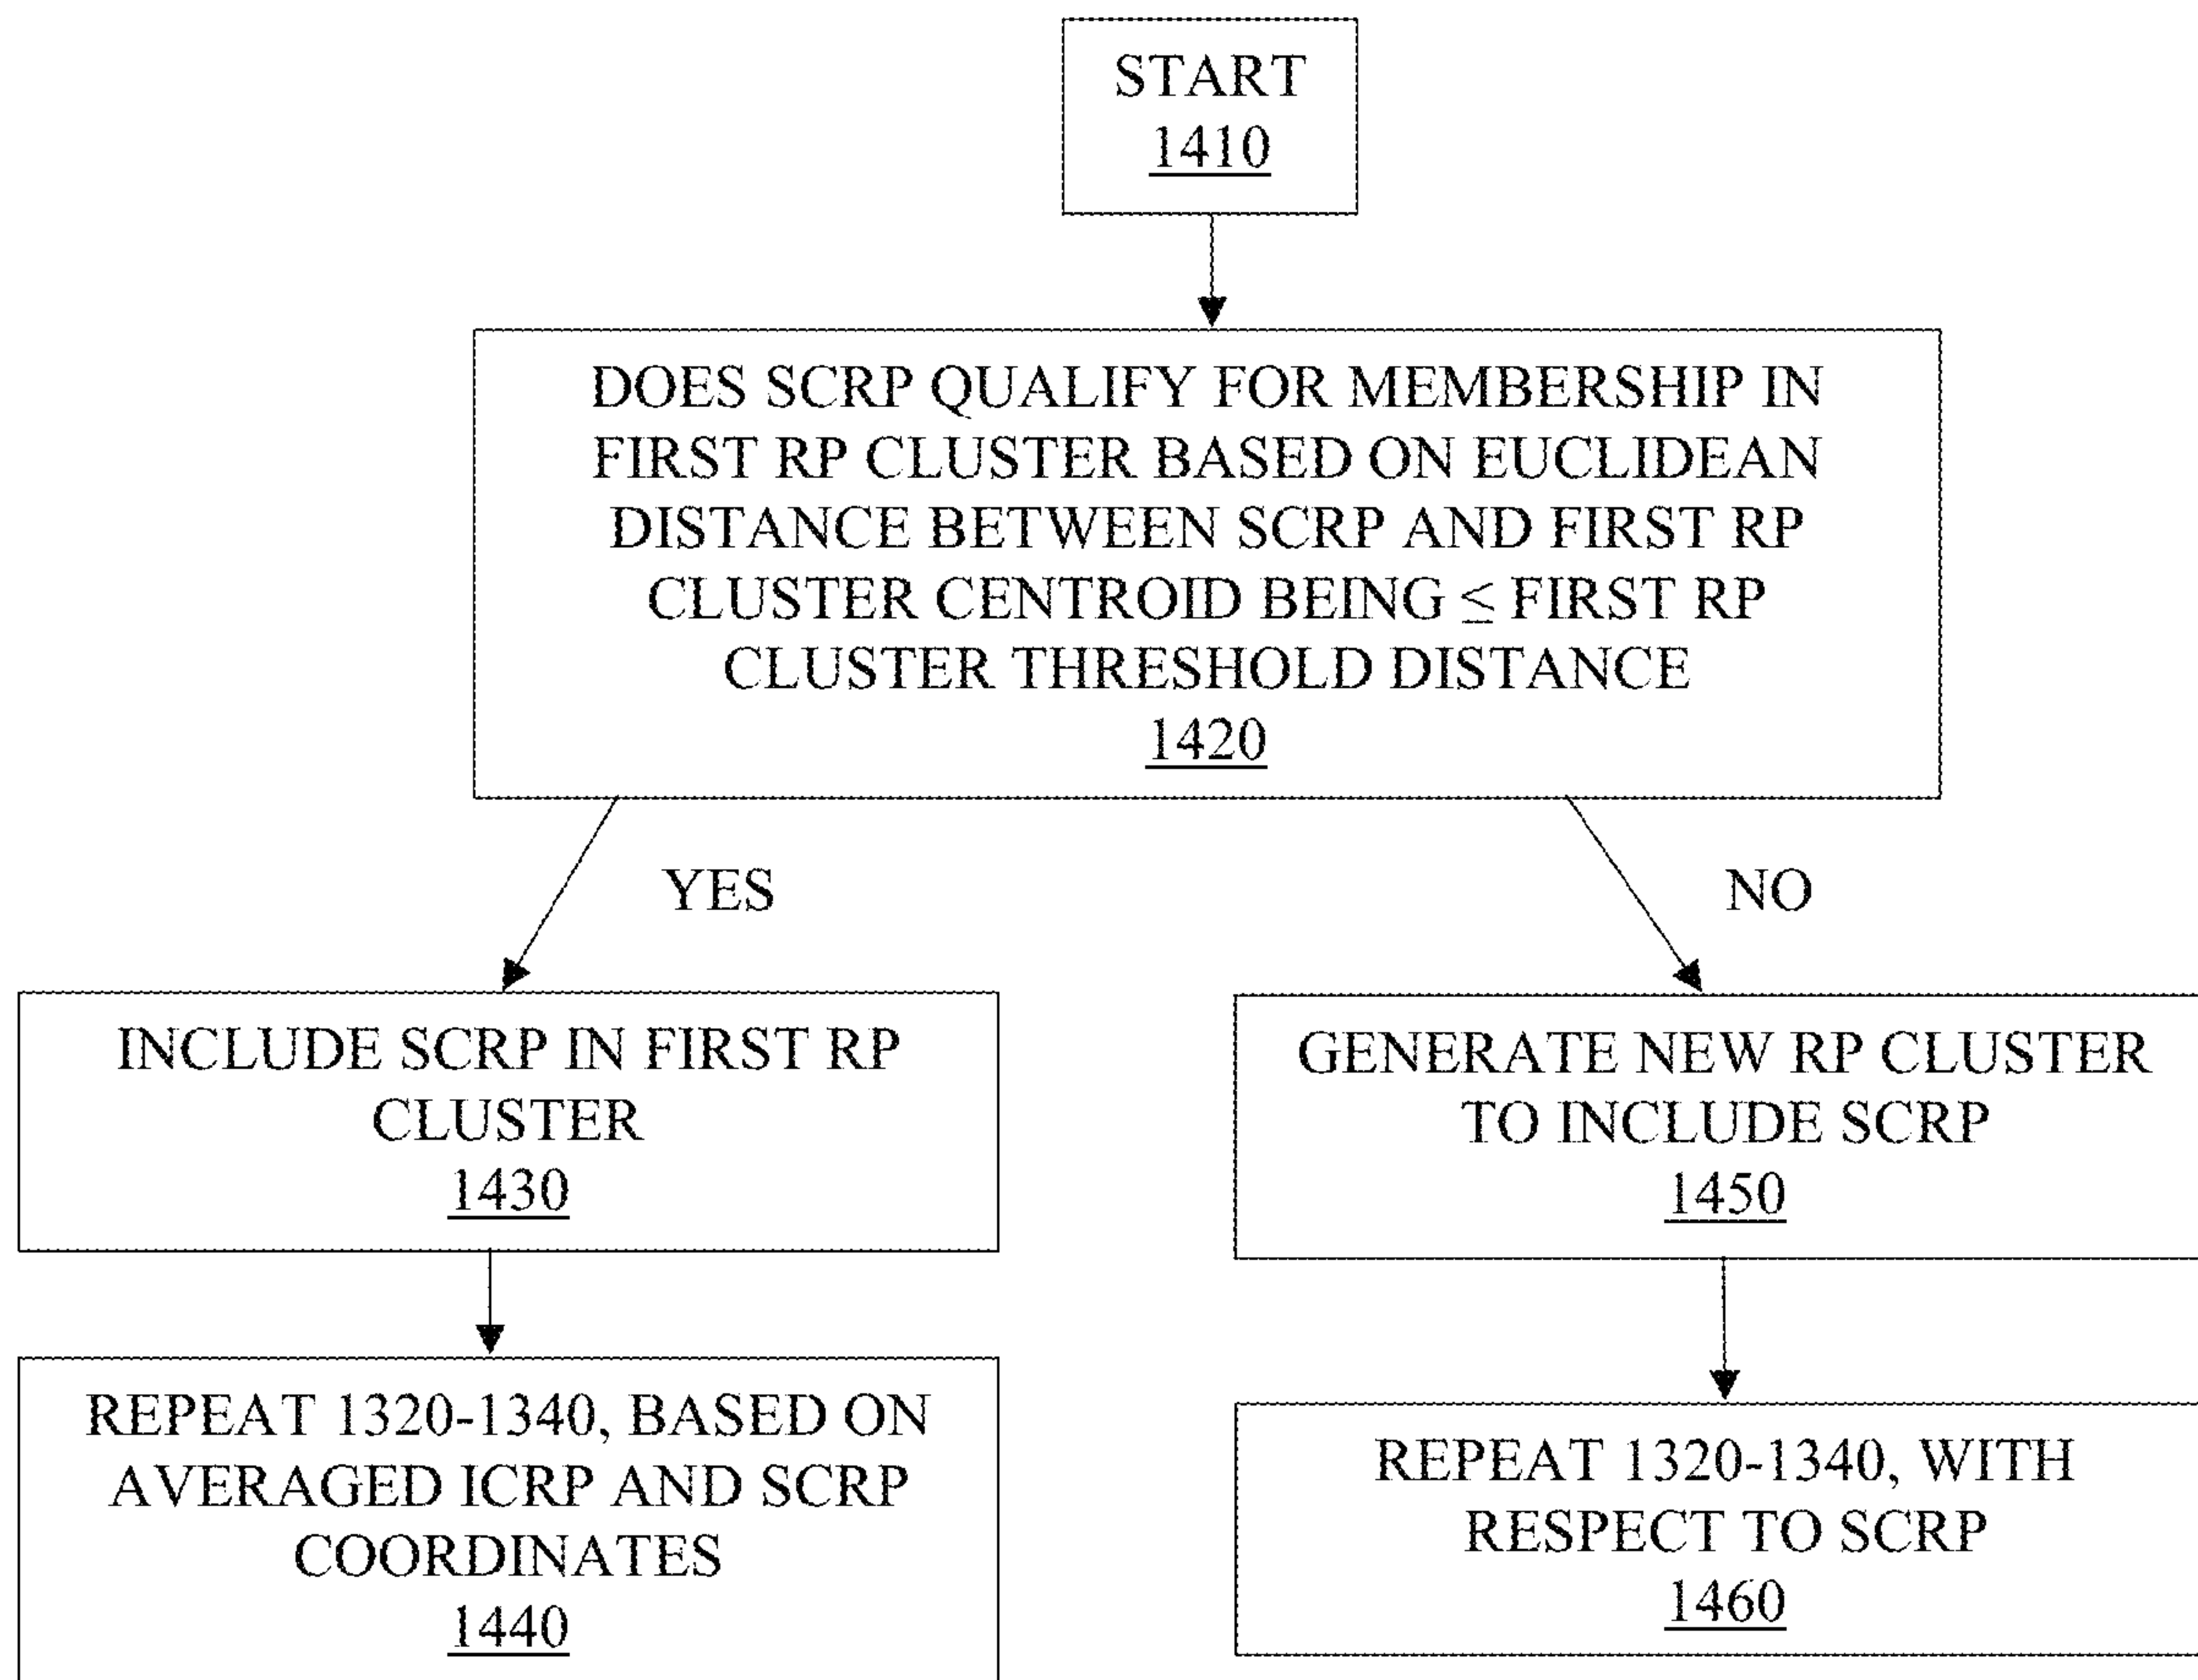 START
1410
DOES SCRP QUALIFY FOR MEMBERSHIP IN
FIRST RP CLUSTER BASED ON EUCLIDEAN
DISTANCE BETWEEN SCRP AND FIRST RP
CLUSTER CENTROID BEING ≤ FIRST RP
CLUSTER THRESHOLD DISTANCE
1420
YES
NO
INCLUDE SCRP IN FIRST RP
CLUSTER
1430
GENERATE NEW RP CLUSTER
TO INCLUDE SCRP
1450
REPEAT 1320-1340, BASED ON
AVERAGED ICRP AND SCRP
COORDINATES
1440
REPEAT 1320-1340, WITH
RESPECT TO SCRP
1460